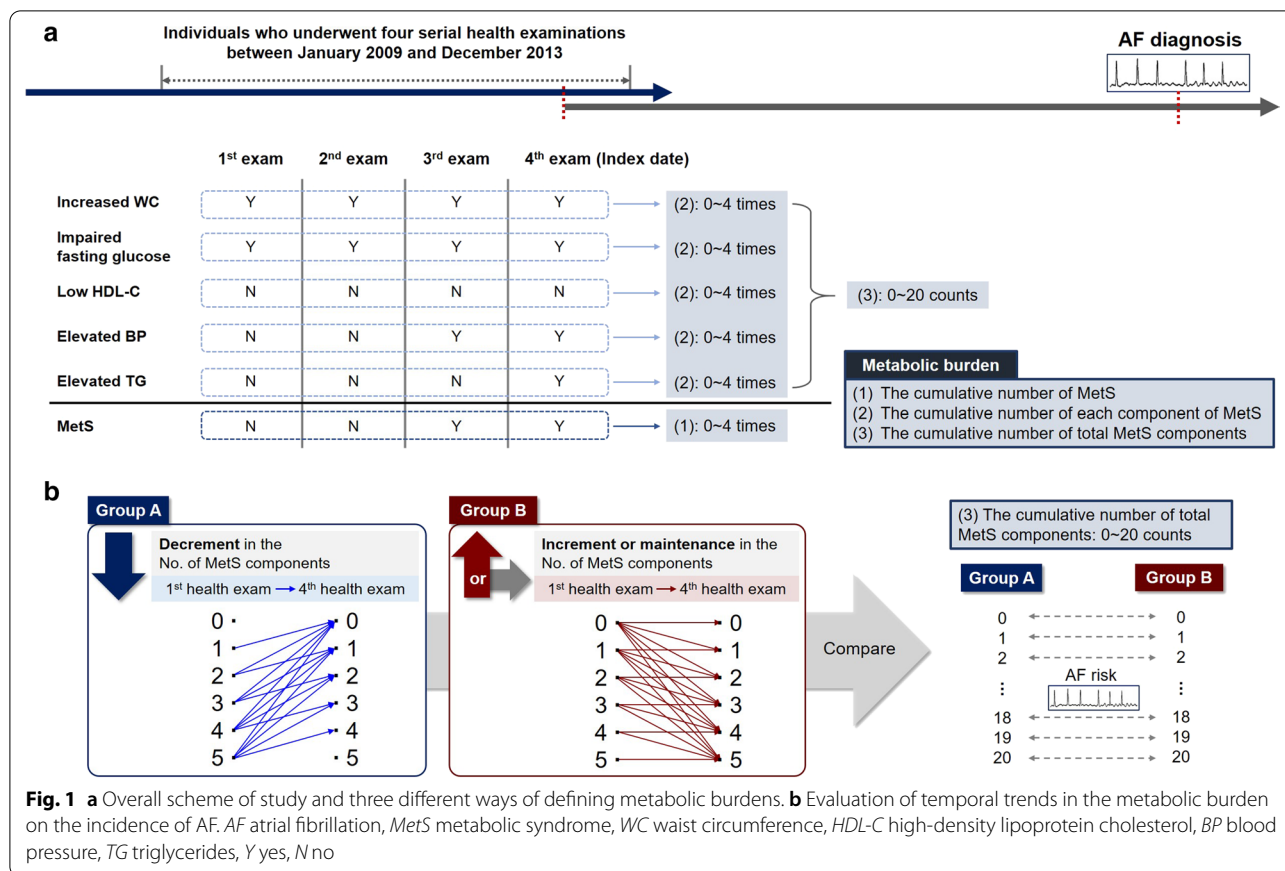 a
Individuals who underwent four serial health examinations
between January 2009 and December 2013
AF diagnosis
1st exam 2nd exam 3rd exam 4th exam (Index date)
Increased WC Y Y Y Y (2): 0~4 times
Impaired
fasting glucose Y Y Y Y (2): 0~4 times
Low HDL-C N N N N (2): 0~4 times
(3): 0~20 counts
Elevated BP N N Y Y (2): 0~4 times
Elevated TG N N N Y (2): 0~4 times
MetS N N Y Y (1): 0~4 times
Metabolic burden
(1) The cumulative number of MetS
(2) The cumulative number of each component of MetS
(3) The cumulative number of total MetS components
b
Group A
Decrement in the
No. of MetS components
1st health exam 4th health exam
0 0
1 1
2 2
3 3
4 4
5 5
Group B
or
Increment or maintenance in the
No. of MetS components
1st health exam 4th health exam
0 0
1 1
2 2
3 3
4 4
5 5
Compare
(3) The cumulative number of total
MetS components: 0~20 counts
Group A Group B
0 0
1 1
2 2
AF risk
⋮ ⋮
18 18
19 19
20 20
Fig. 1 a Overall scheme of study and three different ways of defining metabolic burdens. b Evaluation of temporal trends in the metabolic burden
on the incidence of AF. AF atrial fibrillation, MetS metabolic syndrome, WC waist circumference, HDL-C high-density lipoprotein cholesterol, BP blood
pressure, TG triglycerides, Y yes, N no